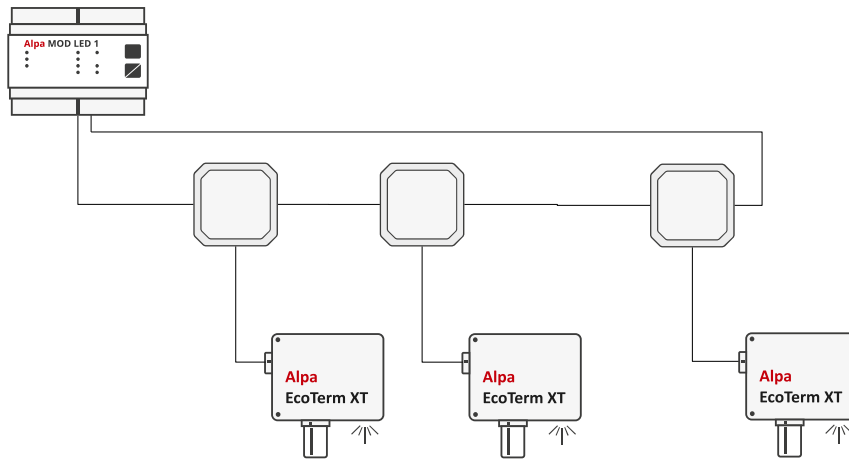 Alpa MOD LED 1
Alpa
EcoTerm XT
Alpa
EcoTerm XT
Alpa
EcoTerm XT